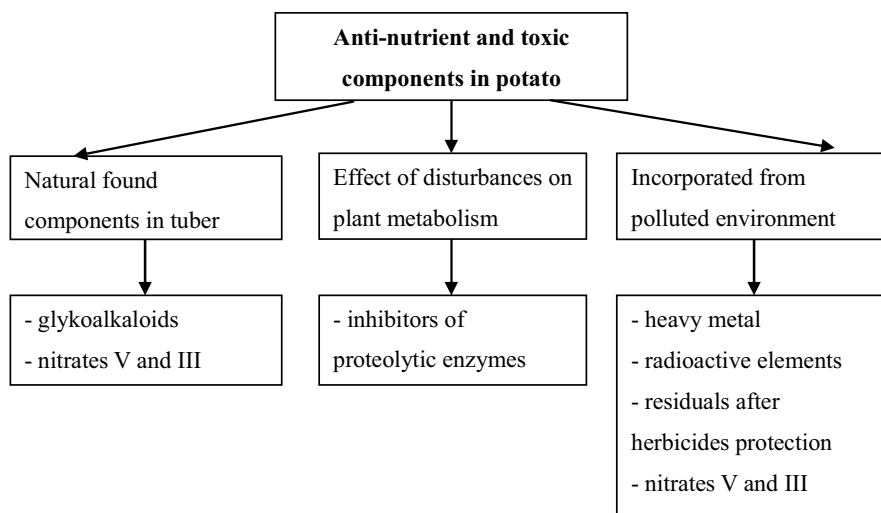 Anti-nutrient and toxic
components in potato
Natural found
components in tuber
Effect of disturbances on
plant metabolism
Incorporated from
polluted environment
- glykoalkaloids
- nitrates V and III
- inhibitors of
proteolytic enzymes
- heavy metal
- radioactive elements
- residuals after
herbicides protection
- nitrates V and III